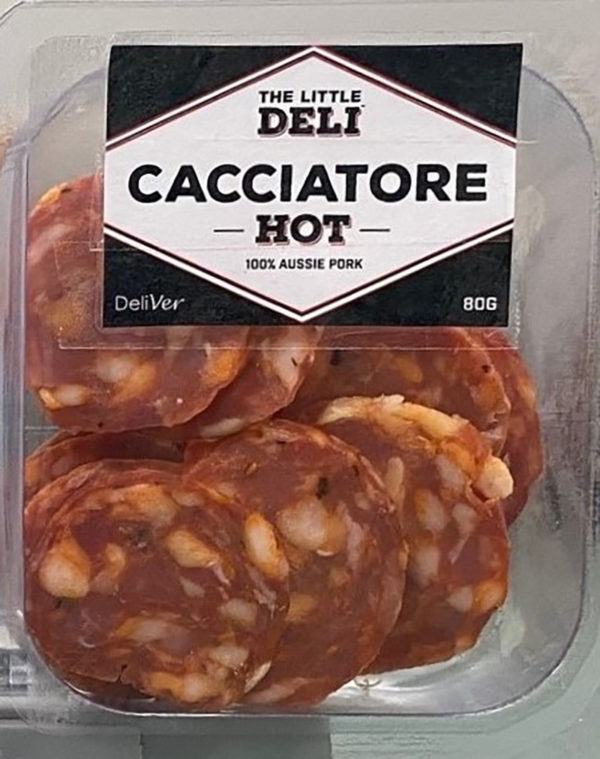 THE LITTLE
DELI
CACCIATORE
— HOT —
100% AUSSIE PORK
DeliVer
80G